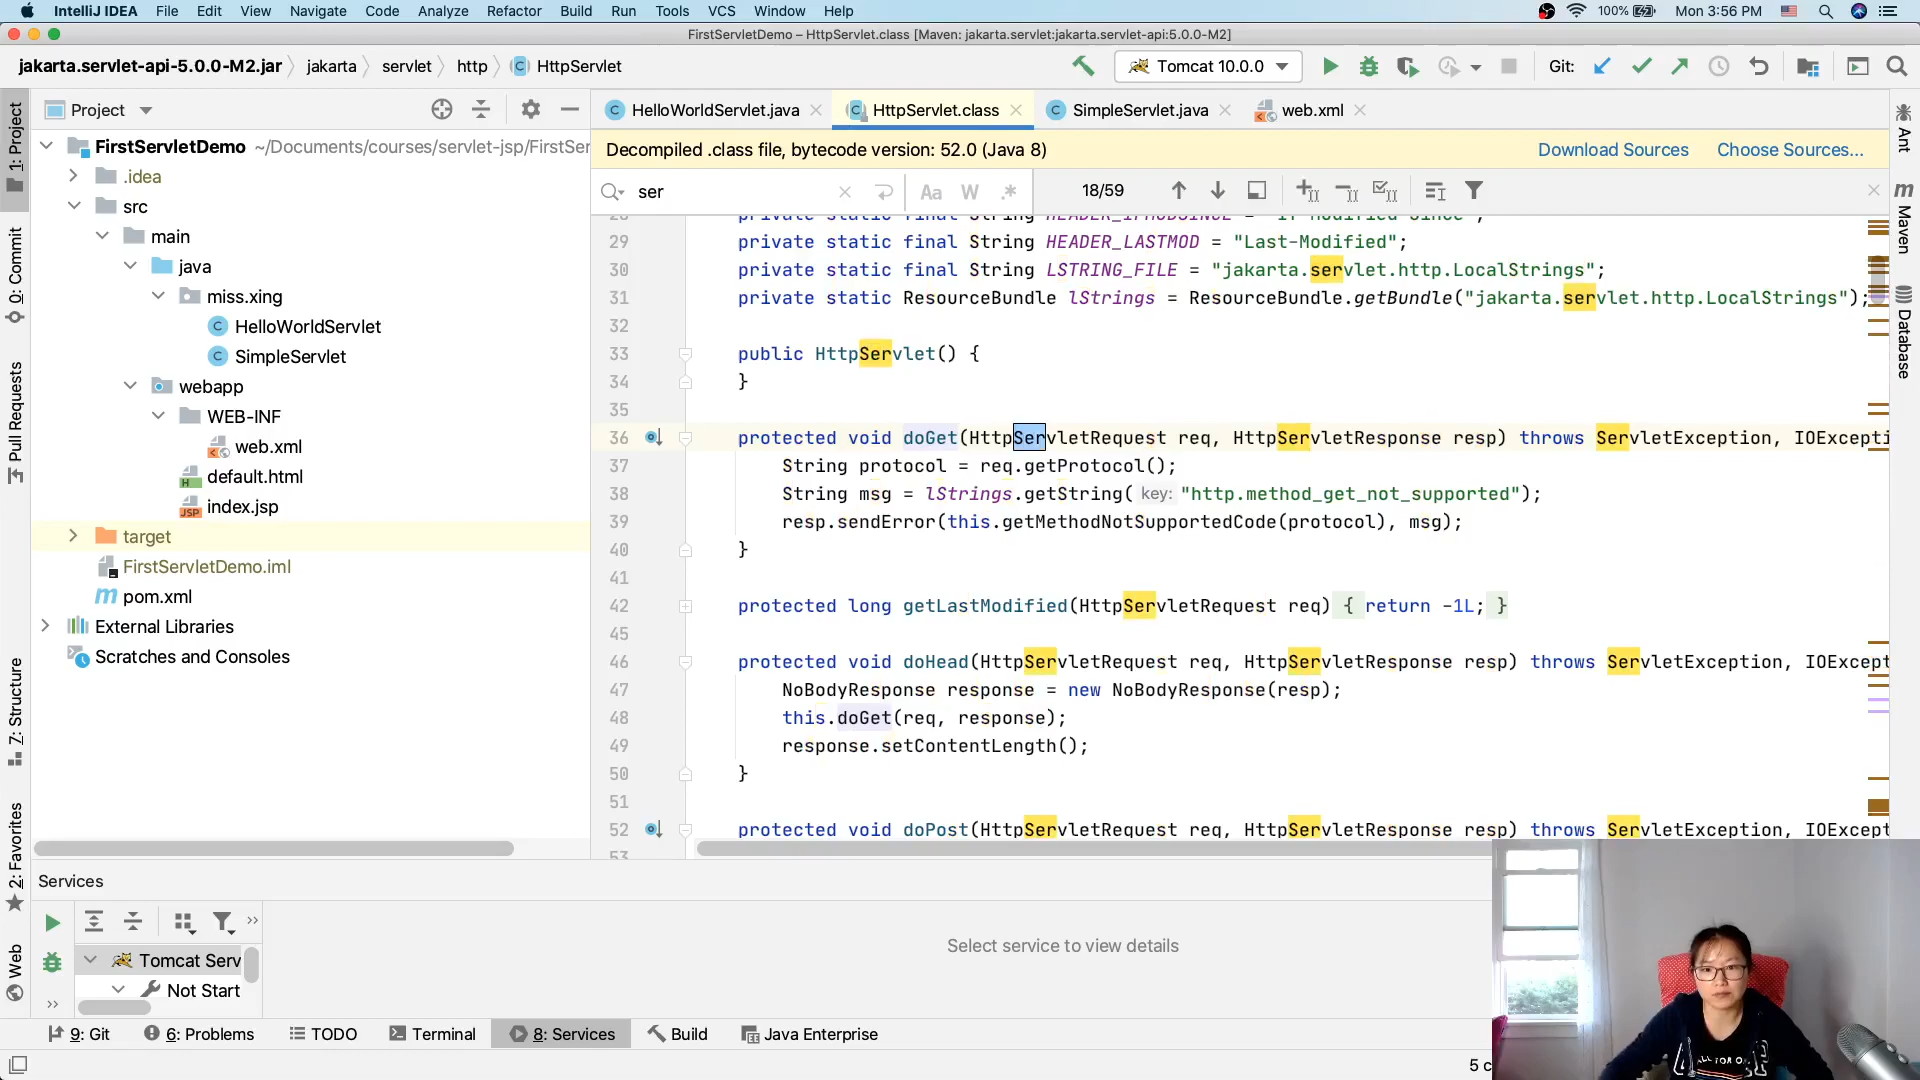 IntelliJ IDEA File Edit View Navigate Code Analyze Refactor Build Run Tools VCS Window Help 100% Mon 3:56 PM
FirstServletDemo – HttpServlet.class [Maven: jakarta.servlet:jakarta.servlet-api:5.0.0-M2]
jakarta.servlet-api-5.0.0-M2.jar jakarta servlet http HttpServlet Tomcat 10.0.0 Git:
Project HelloWorldServlet.java HttpServlet.class SimpleServlet.java web.xml
Decompiled .class file, bytecode version: 52.0 (Java 8) Download Sources Choose Sources...
ser Aa W .* 18/59
1: Project
0: Commit
Pull Requests
Z: Structure
2: Favorites
Web
FirstServletDemo ~/Documents/courses/servlet-jsp/FirstSer
.idea
src
main
java
miss.xing
HelloWorldServlet
SimpleServlet
webapp
WEB-INF
web.xml
default.html
index.jsp
target
FirstServletDemo.iml
pom.xml
External Libraries
Scratches and Consoles
29 private static final String HEADER_LASTMOD = "Last-Modified";
30 private static final String LSTRING_FILE = "jakarta.servlet.http.LocalStrings";
31 private static ResourceBundle lStrings = ResourceBundle.getBundle("jakarta.servlet.http.LocalStrings");
32
33 public HttpServlet() {
34 }
35
36 protected void doGet(HttpServletRequest req, HttpServletResponse resp) throws ServletException, IOExcepti
37 String protocol = req.getProtocol();
38 String msg = lStrings.getString( key: "http.method_get_not_supported");
39 resp.sendError(this.getMethodNotSupportedCode(protocol), msg);
40 }
41
42 protected long getLastModified(HttpServletRequest req) { return -1L; }
45
46 protected void doHead(HttpServletRequest req, HttpServletResponse resp) throws ServletException, IOExcept
47 NoBodyResponse response = new NoBodyResponse(resp);
48 this.doGet(req, response);
49 response.setContentLength();
50 }
51
52 protected void doPost(HttpServletRequest req, HttpServletResponse resp) throws ServletException, IOExcept
53
Ant
Maven
Database
Services
Tomcat Serv
Not Start
Select service to view details
9: Git 6: Problems TODO Terminal 8: Services Build Java Enterprise
5 c